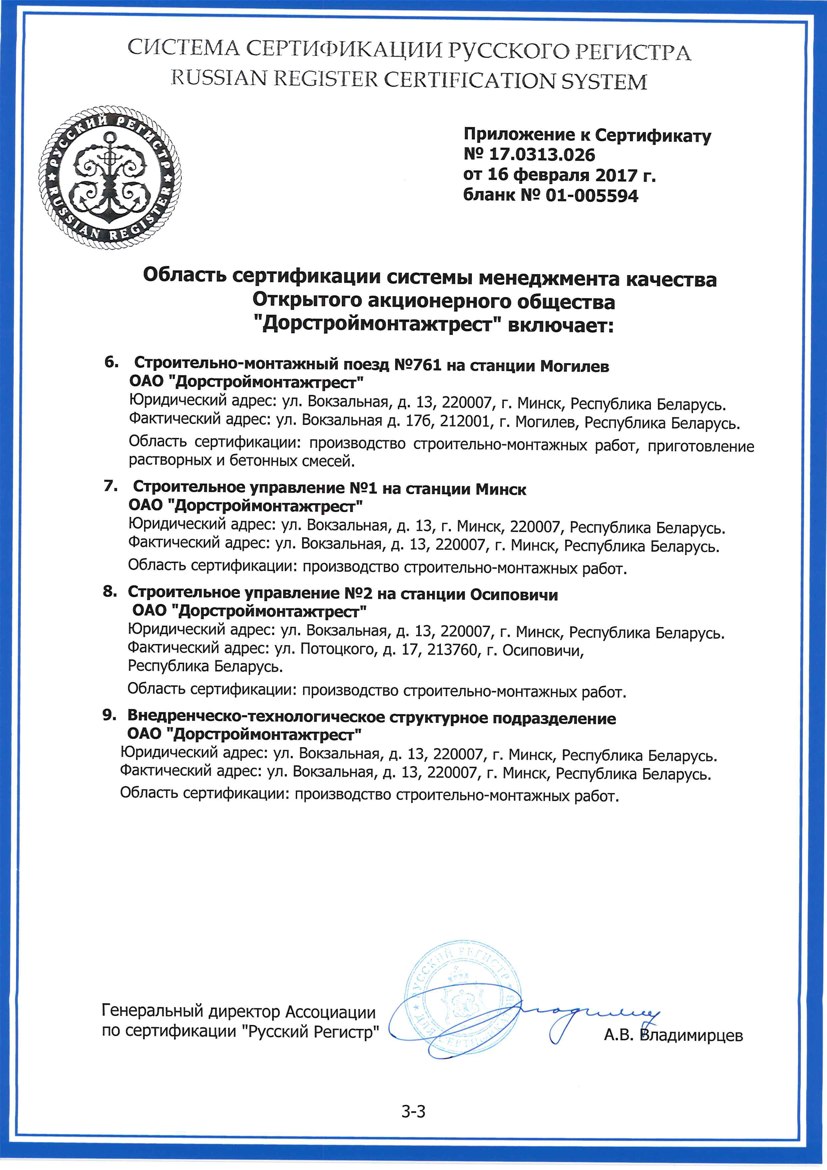 СИСТЕМА СЕРТИФИКАЦИИ РУССКОГО РЕГИСТРА
RUSSIAN REGISTER CERTIFICATION SYSTEM
РУССКИЙ РЕГИСТР
RUSSIAN REGISTER
Приложение к Сертификату
№ 17.0313.026
от 16 февраля 2017 г.
бланк № 01-005594
Область сертификации системы менеджмента качества
Открытого акционерного общества
"Дорстроймонтажтрест" включает:
6. Строительно-монтажный поезд №761 на станции Могилев
ОАО "Дорстроймонтажтрест"
Юридический адрес: ул. Вокзальная, д. 13, 220007, г. Минск, Республика Беларусь.
Фактический адрес: ул. Вокзальная д. 17б, 212001, г. Могилев, Республика Беларусь.
Область сертификации: производство строительно-монтажных работ, приготовление
растворных и бетонных смесей.
7. Строительное управление №1 на станции Минск
ОАО "Дорстроймонтажтрест"
Юридический адрес: ул. Вокзальная, д. 13, г. Минск, 220007, Республика Беларусь.
Фактический адрес: ул. Вокзальная, д. 13, 220007, г. Минск, Республика Беларусь.
Область сертификации: производство строительно-монтажных работ.
8. Строительное управление №2 на станции Осиповичи
ОАО "Дорстроймонтажтрест"
Юридический адрес: ул. Вокзальная, д. 13, 220007, г. Минск, Республика Беларусь.
Фактический адрес: ул. Потоцкого, д. 17, 213760, г. Осиповичи,
Республика Беларусь.
Область сертификации: производство строительно-монтажных работ.
9. Внедренческо-технологическое структурное подразделение
ОАО "Дорстроймонтажтрест"
Юридический адрес: ул. Вокзальная, д. 13, 220007, г. Минск, Республика Беларусь.
Фактический адрес: ул. Вокзальная, д. 13, 220007, г. Минск, Республика Беларусь.
Область сертификации: производство строительно-монтажных работ.
РУССКИЙ РЕГИСТР
Генеральный директор Ассоциации
по сертификации "Русский Регистр"
А.В. Владимирцев
3-3